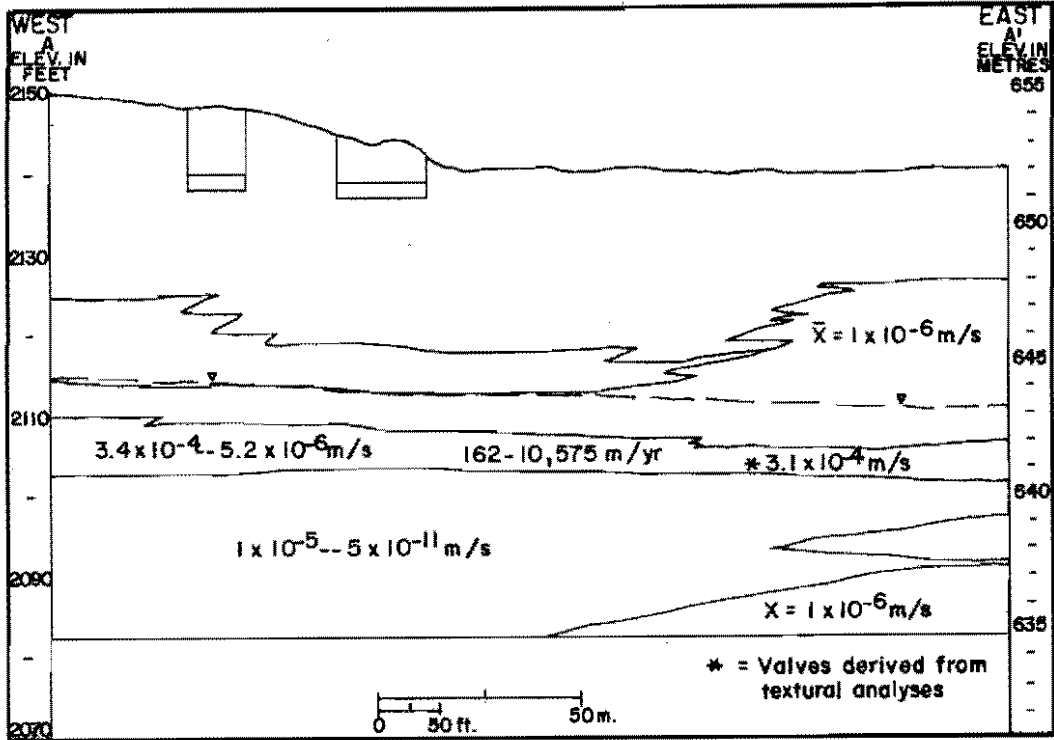 WEST
A
ELEV. IN
FEET
EAST
A'
ELEV. IN
METRES
2150
2130
2110
2090
2070
655
650
645
640
635
X̄ = 1 x 10⁻⁶ m/s
3.4 x 10⁻⁴ - 5.2 x 10⁻⁶ m/s
162 - 10,575 m/yr
* 3.1 x 10⁻⁴ m/s
1 x 10⁻⁵ -- 5 x 10⁻¹¹ m/s
X = 1 x 10⁻⁶ m/s
* = Valves derived from
textural analyses
0 50 ft. 50 m.